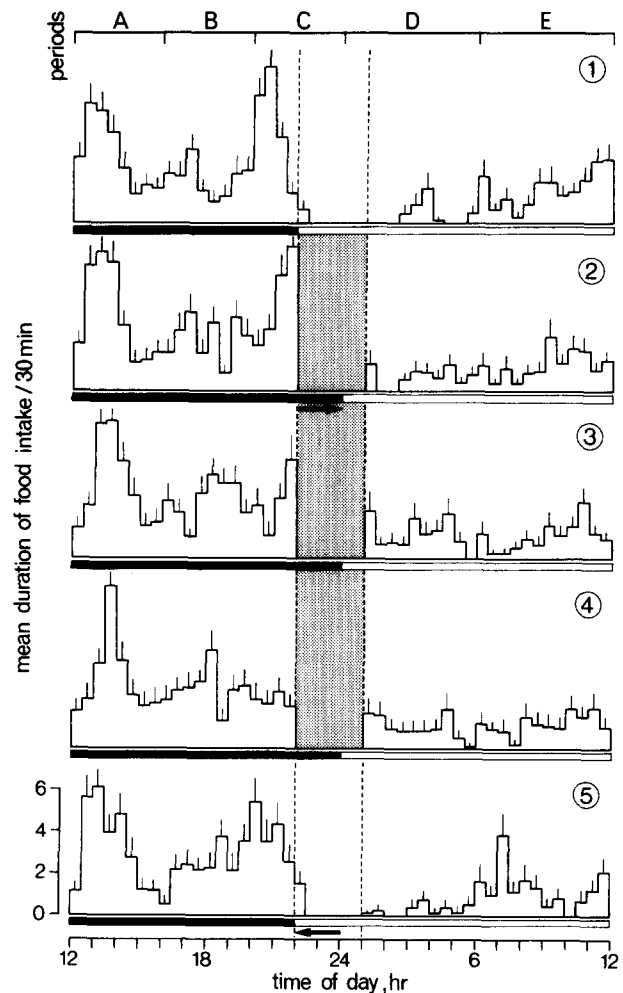 periods
A B C D E
①
②
③
④
⑤
mean duration of food intake / 30 min
6
4
2
0
12 18 24 6 12
time of day, hr